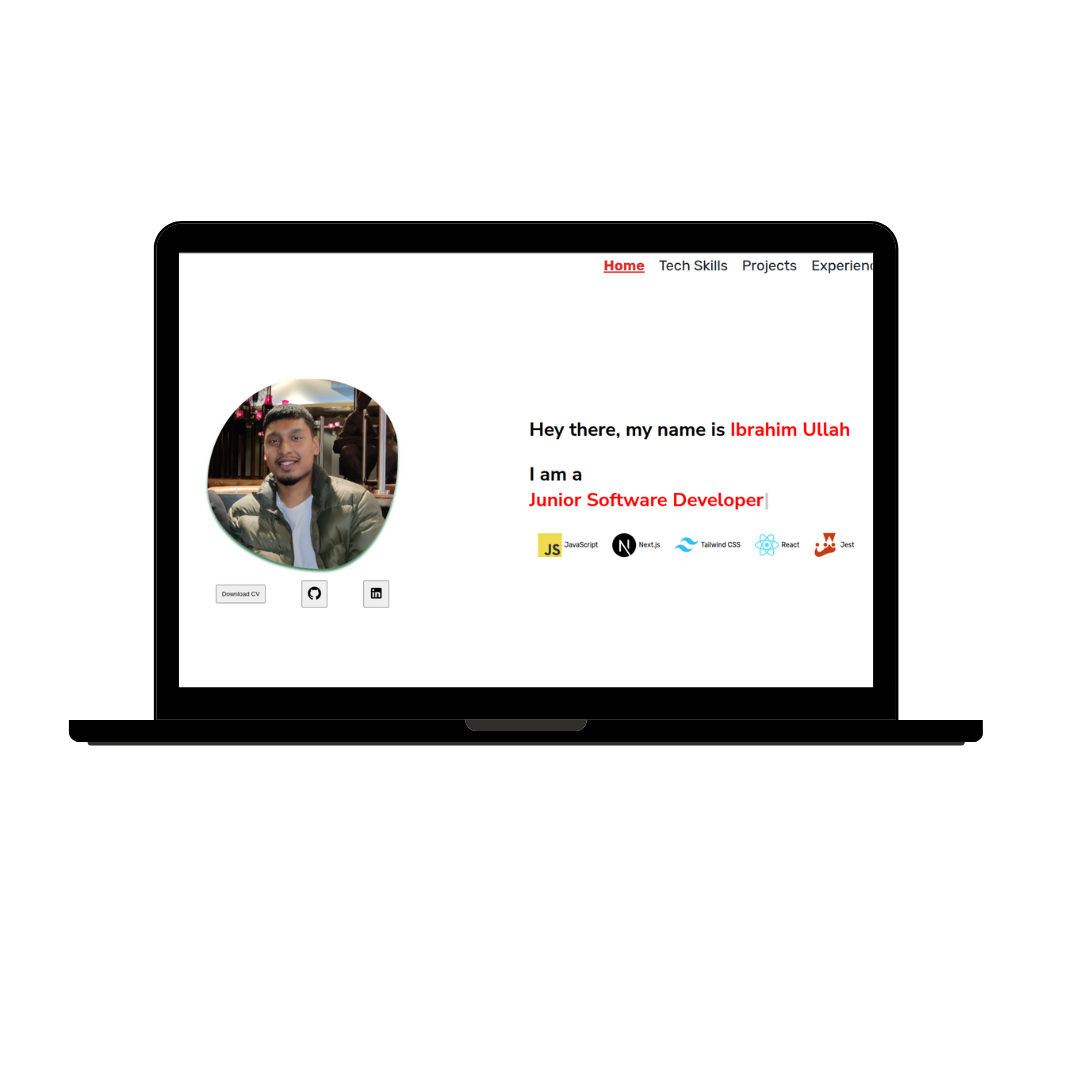 Home Tech Skills Projects Experienc
Hey there, my name is Ibrahim Ullah
I am a
Junior Software Developer
JS JavaScript N Next.js Tailwind CSS React Jest
Download CV in